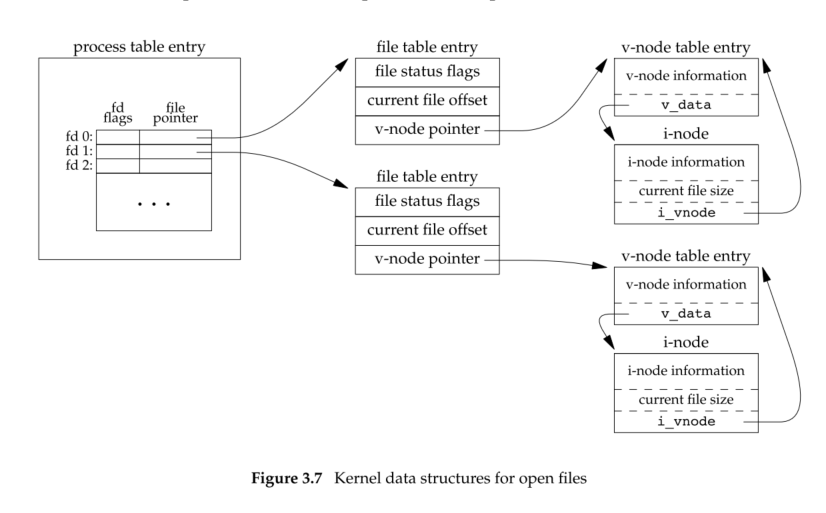 process table entry
fd
flags
file
pointer
fd 0:
fd 1:
fd 2:
. . .
file table entry
file status flags
current file offset
v-node pointer
file table entry
file status flags
current file offset
v-node pointer
v-node table entry
v-node information
v_data
i-node
i-node information
current file size
i_vnode
v-node table entry
v-node information
v_data
i-node
i-node information
current file size
i_vnode
Figure 3.7 Kernel data structures for open files